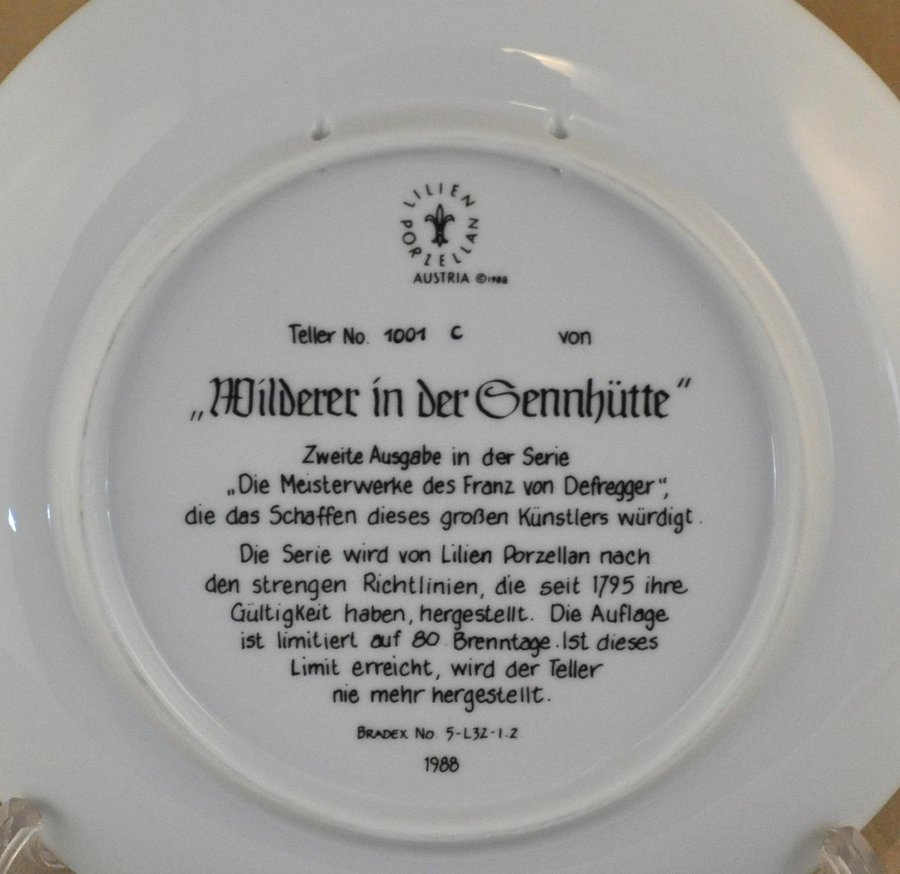 LILIEN
PORZELLAN
AUSTRIA ©1988
Teller No. 1001 C von
„Wilderer in der Sennhütte“
Zweite Ausgabe in der Serie
„Die Meisterwerke des Franz von Defregger“,
die das Schaffen dieses großen Künstlers würdigt.
Die Serie wird von Lilien Porzellan nach
den strengen Richtlinien, die seit 1795 ihre
Gültigkeit haben, hergestellt. Die Auflage
ist limitiert auf 80 Brenntage. Ist dieses
Limit erreicht, wird der Teller
nie mehr hergestellt.
BRADEX No. 5-L32-1.2
1988